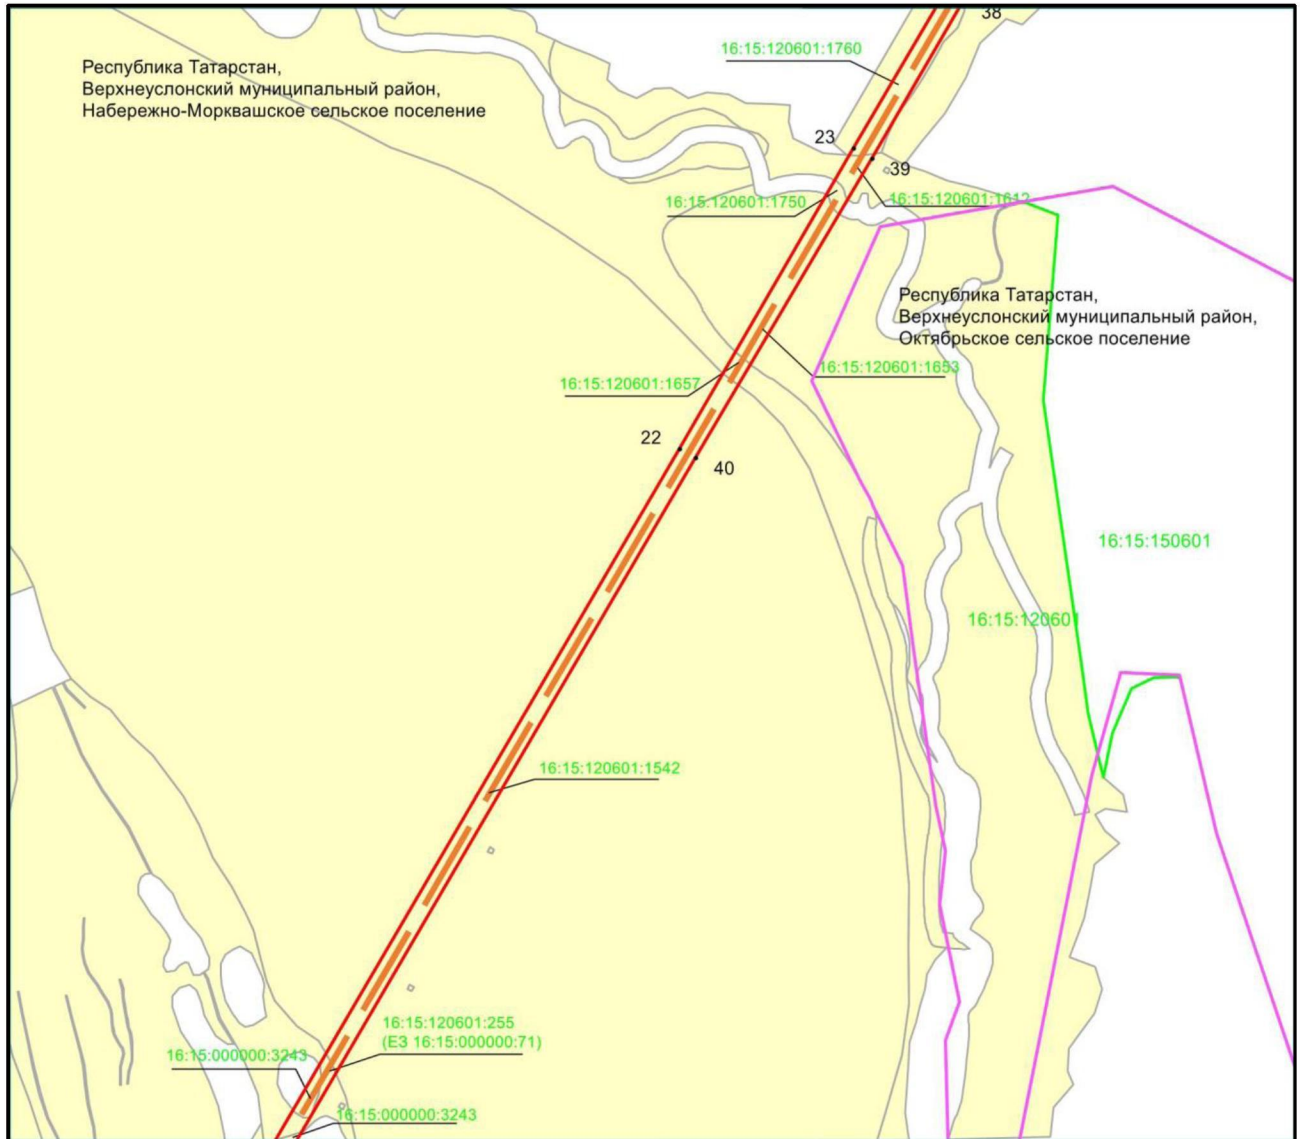 38
16:15:120601:1760
Республика Татарстан,
Верхнеуслонский муниципальный район,
Набережно-Морквашское сельское поселение
23
39
16:15:120601:1750
16:15:120601:1612
Республика Татарстан,
Верхнеуслонский муниципальный район,
Октябрьское сельское поселение
16:15:120601:1653
16:15:120601:1657
22
40
16:15:150601
16:15:120601
16:15:120601:1542
16:15:120601:255
(ЕЗ 16:15:000000:71)
16:15:000000:3243
16:15:000000:3243